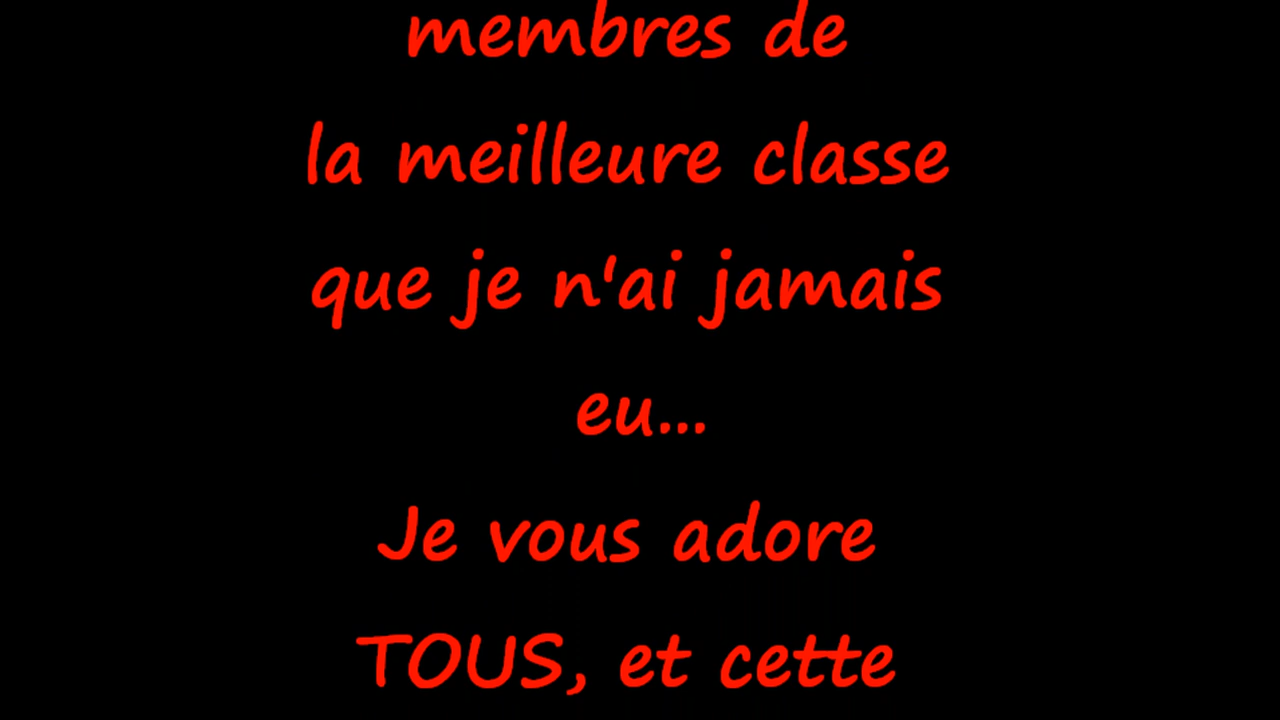 membres de
la meilleure classe
que je n'ai jamais
eu...
Je vous adore
TOUS, et cette